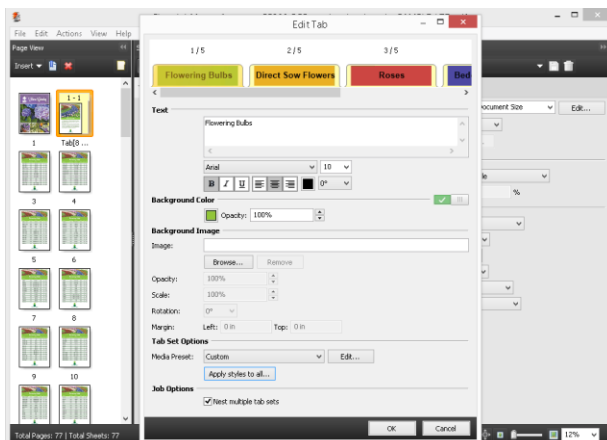 Edit Tab
File Edit Actions View Help
Page View
Insert
1 / 5 2 / 5 3 / 5
Flowering Bulbs Direct Sow Flowers Roses Bed
Text
Flowering Bulbs
Arial 10
B I U 0°
Background Color
Opacity: 100%
Background Image
Image:
Browse... Remove
Opacity: 100%
Scale: 100%
Rotation: 0°
Margin: Left: 0 in Top: 0 in
Tab Set Options
Media Preset: Custom Edit...
Apply styles to all...
Job Options
Nest multiple tab sets
OK Cancel
1 - 1
1 Tab[8 ...
3 4
5 6
7 8
9 10
Total Pages: 77 | Total Sheets: 77
ocument Size Edit...
le
%
12%